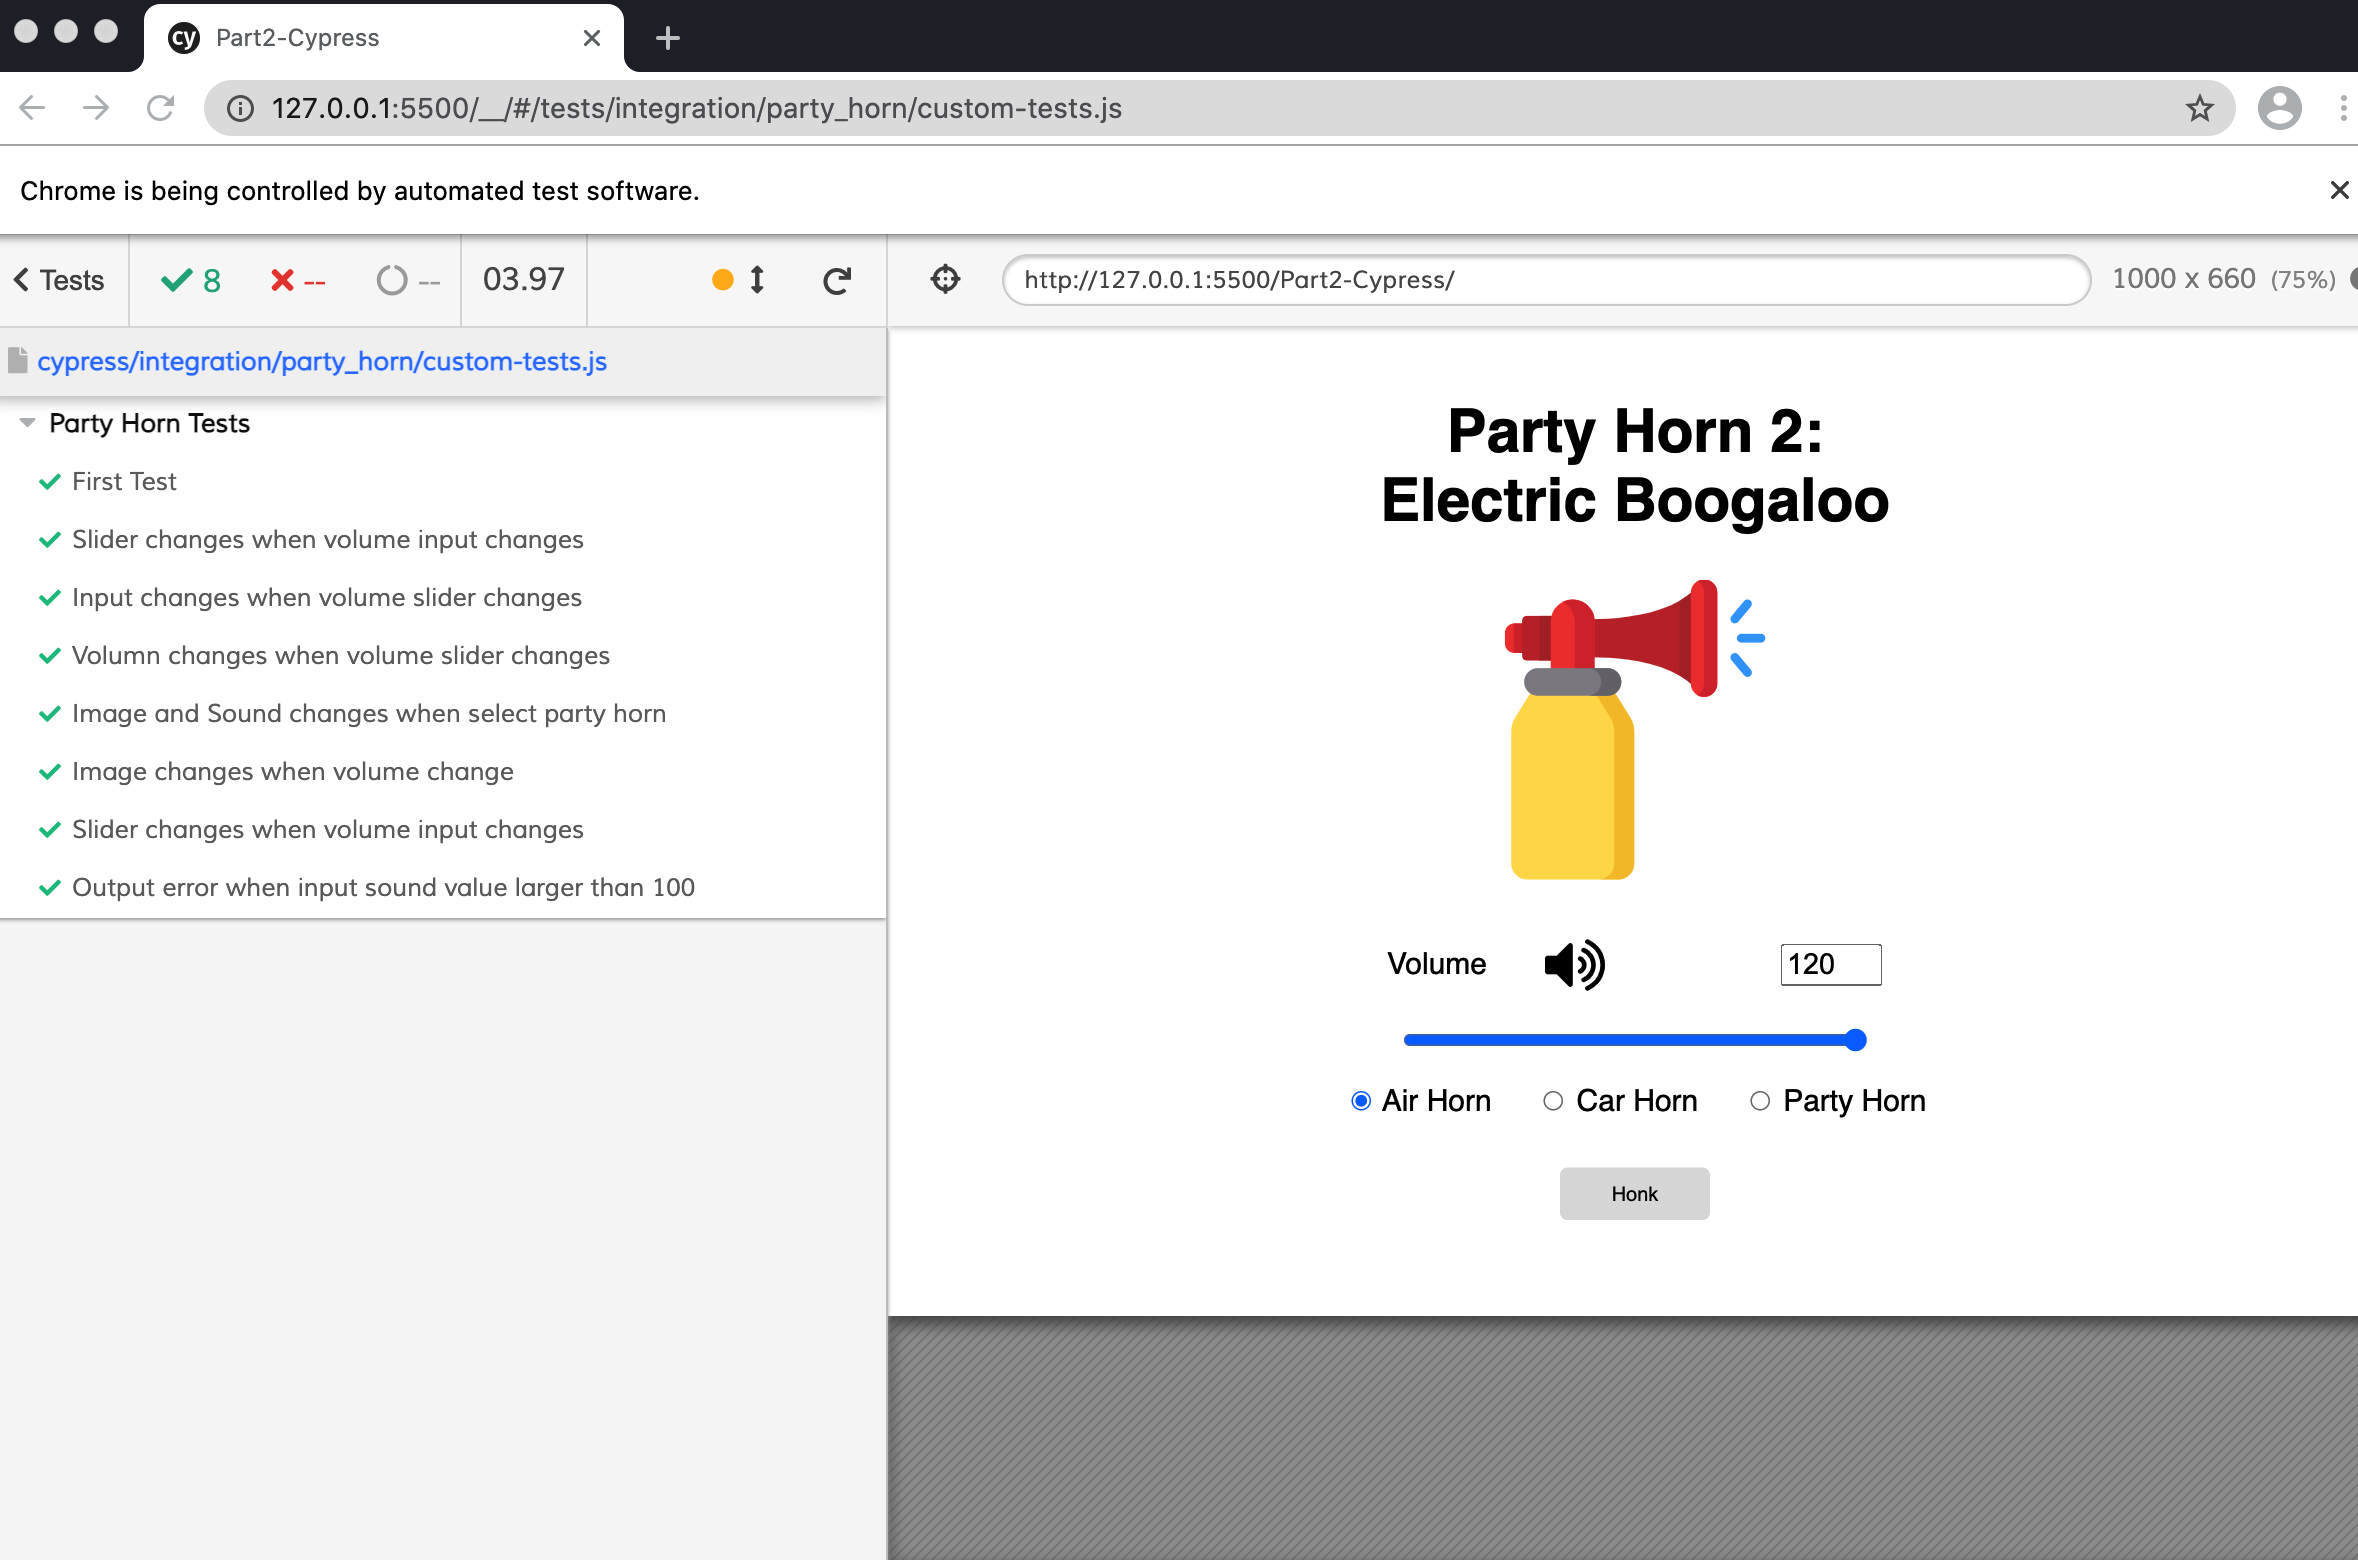 cy Part2-Cypress
127.0.0.1:5500/__/#/tests/integration/party_horn/custom-tests.js
Chrome is being controlled by automated test software.
Tests 8 -- -- 03.97
http://127.0.0.1:5500/Part2-Cypress/ 1000 x 660 (75%)
cypress/integration/party_horn/custom-tests.js
Party Horn Tests
First Test
Slider changes when volume input changes
Input changes when volume slider changes
Volumn changes when volume slider changes
Image and Sound changes when select party horn
Image changes when volume change
Slider changes when volume input changes
Output error when input sound value larger than 100
Party Horn 2:
Electric Boogaloo
Volume 120
Air Horn Car Horn Party Horn
Honk